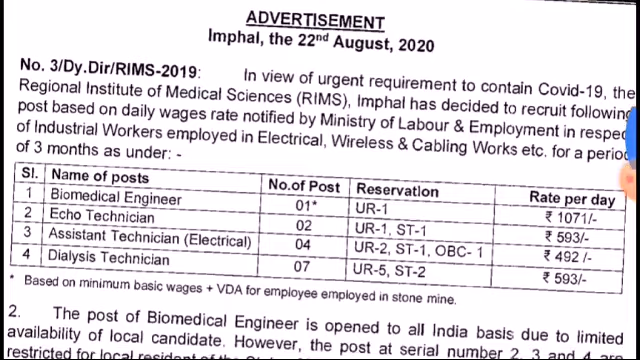 ADVERTISEMENT
Imphal, the 22nd August, 2020
No. 3/Dy.Dir/RIMS-2019: In view of urgent requirement to contain Covid-19, the
Regional Institute of Medical Sciences (RIMS), Imphal has decided to recruit following
post based on daily wages rate notified by Ministry of Labour & Employment in
of Industrial Workers employed in Electrical, Wireless & Cabling Works etc. for a period
of 3 months as under: -
Sl. Name of posts No.of Post Reservation Rate per day
1 Biomedical Engineer 01* UR-1 ₹ 1071/-
2 Echo Technician 02 UR-1, ST-1 ₹ 593/-
3 Assistant Technician (Electrical) 04 UR-2, ST-1, OBC- 1 ₹ 492 /-
4 Dialysis Technician 07 UR-5, ST-2 ₹ 593/-
* Based on minimum basic wages + VDA for employee employed in stone mine.
2. The post of Biomedical Engineer is opened to all India basis due to limited
availability of local candidate. However, the post at serial number 2, 3 and 4 are
restricted for local resident of the